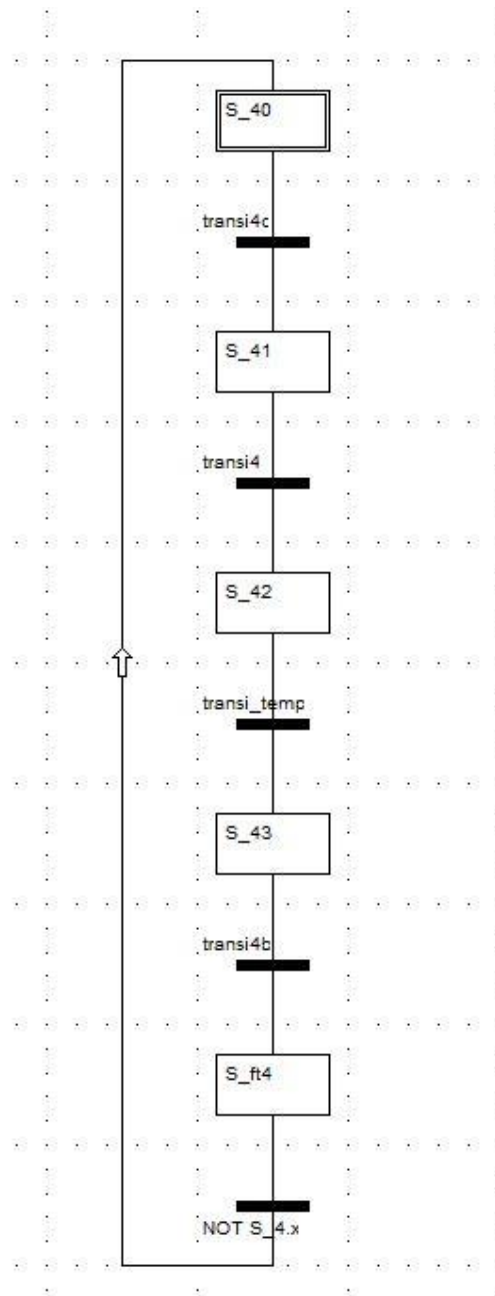 S_40
transi4c
S_41
transi4
S_42
transi_temp
S_43
transi4b
S_ft4
NOT S_4.x